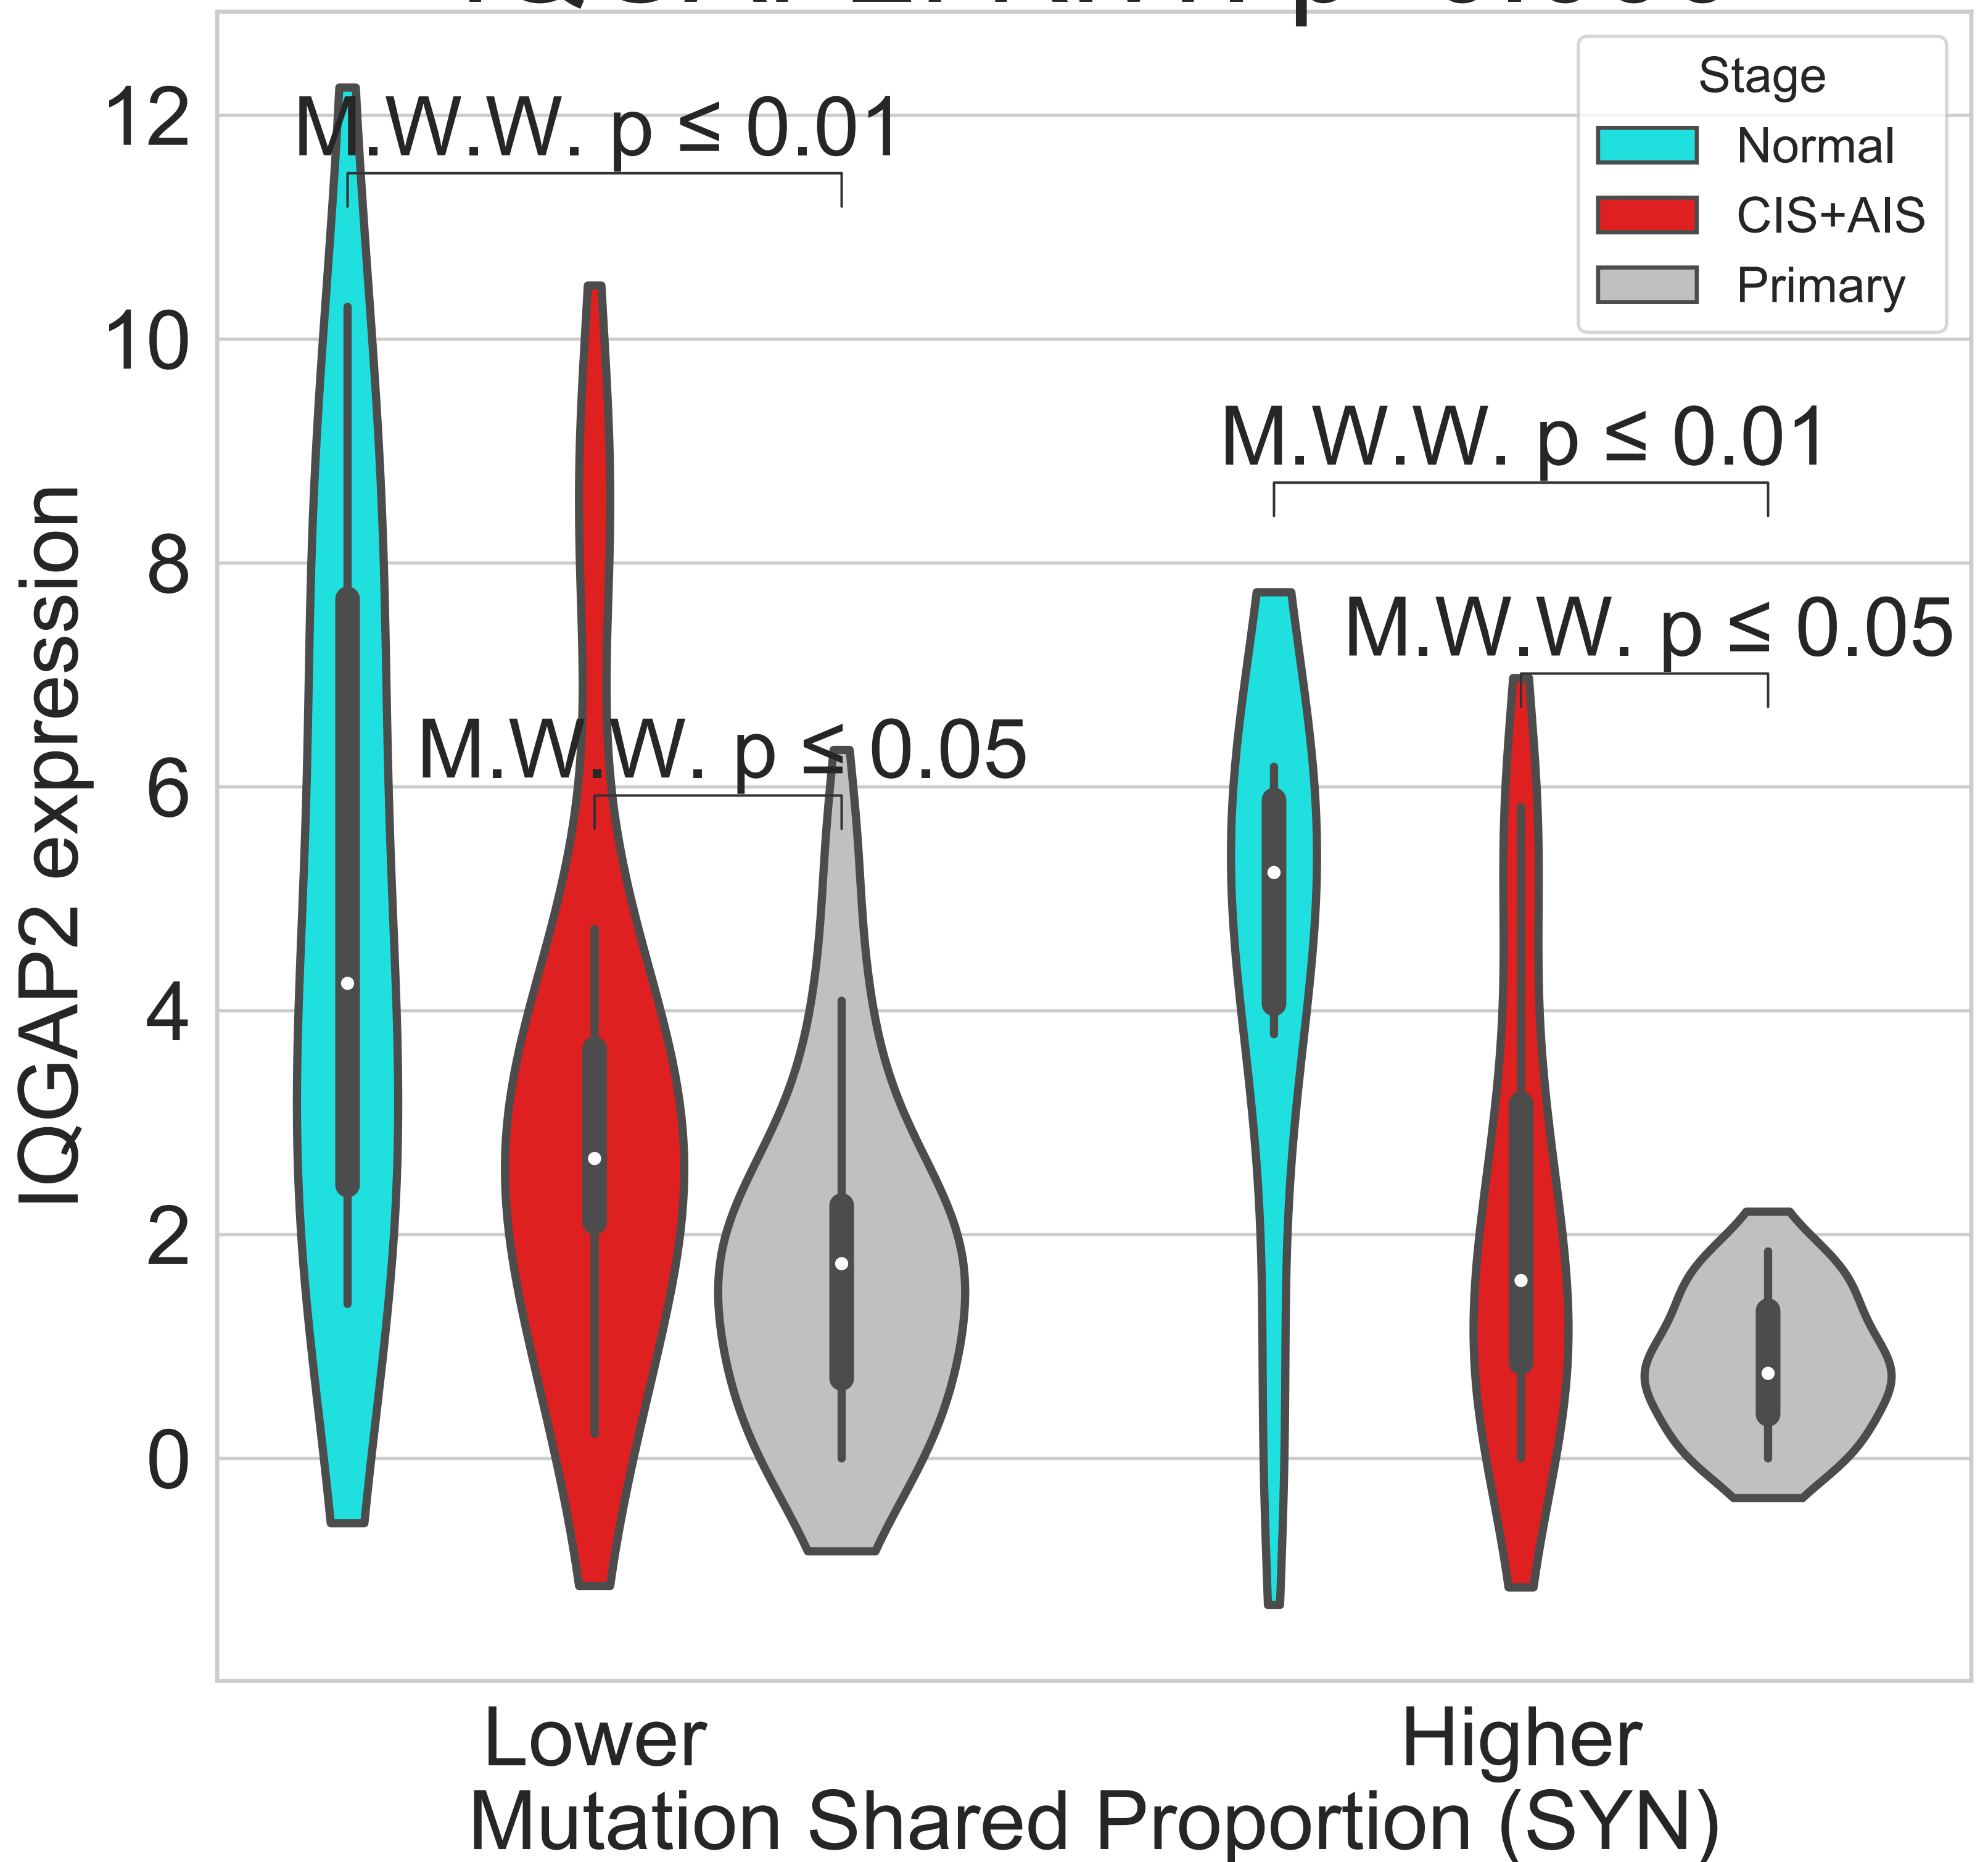 Stage
Normal
CIS+AIS
Primary
M.W.W. p ≤ 0.01
M.W.W. p ≤ 0.01
M.W.W. p ≤ 0.05
M.W.W. p ≤ 0.05
12
10
8
6
4
2
0
IQGAP2 expression
Lower
Higher
Mutation Shared Proportion (SYN)